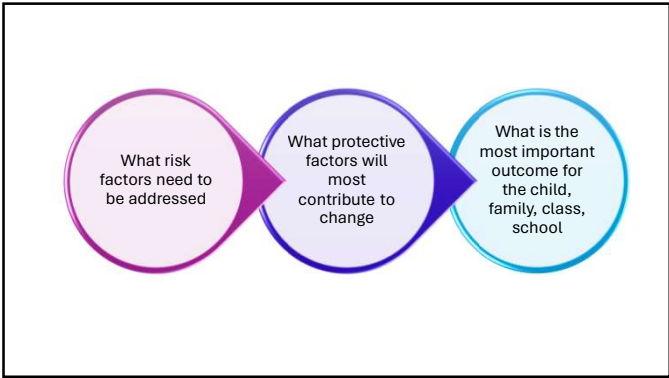 What risk
factors need to
be addressed
What protective
factors will
most
contribute to
change
What is the
most important
outcome for
the child,
family, class,
school